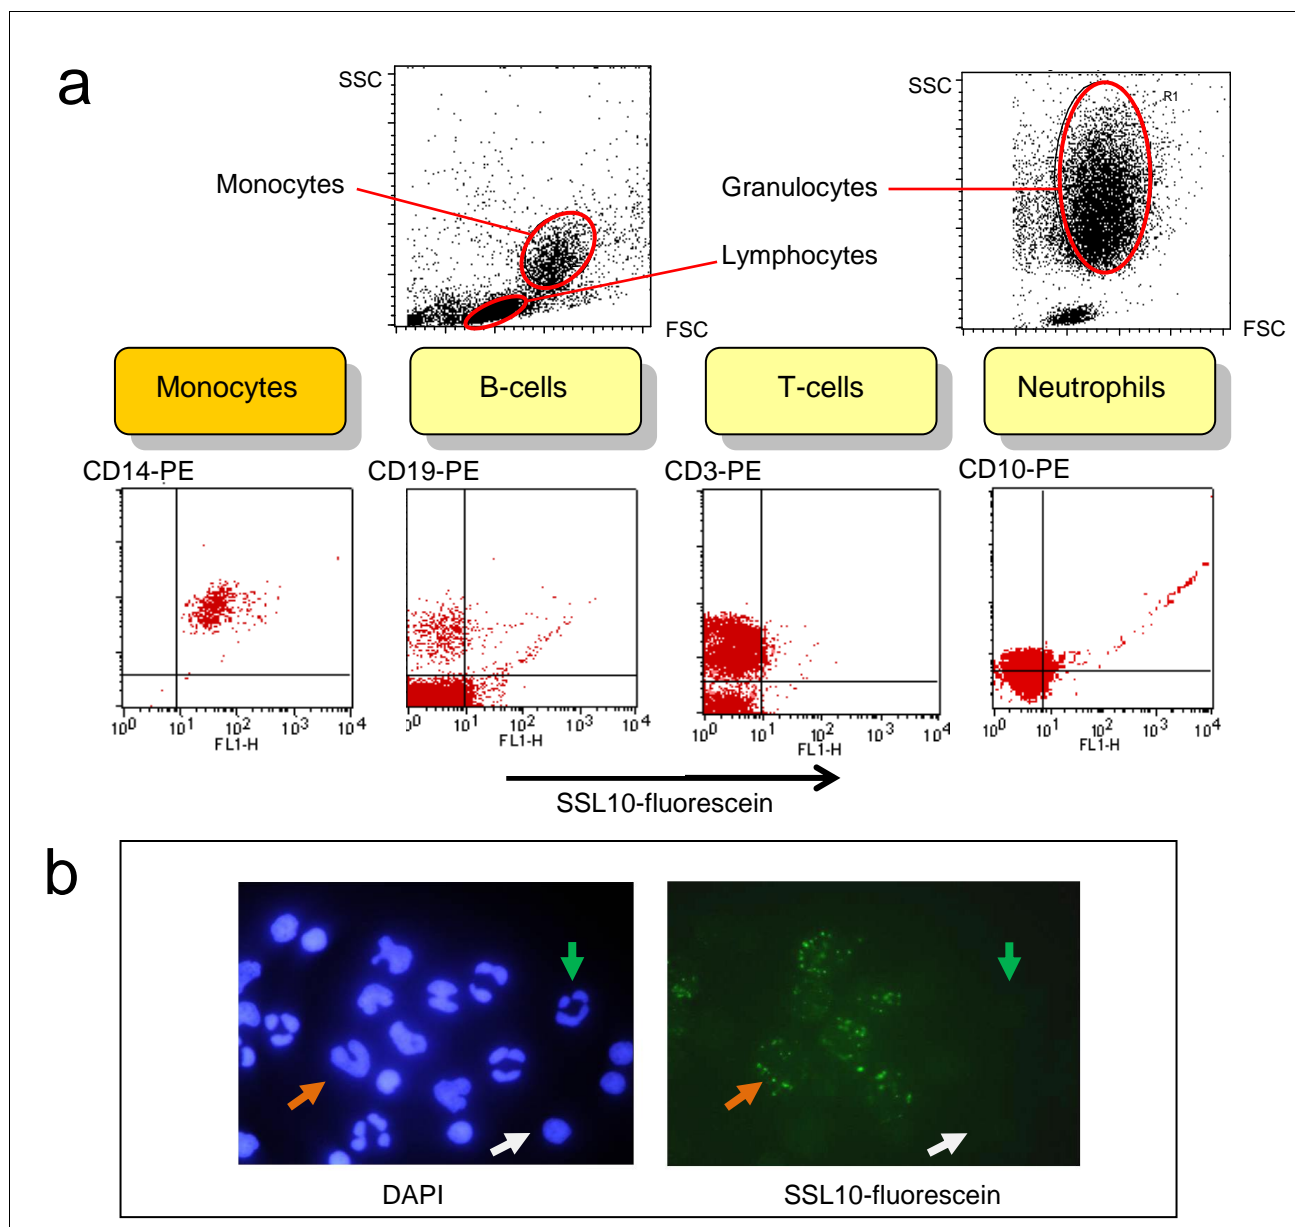 a
SSC
SSC
R1
Monocytes
Granulocytes
Lymphocytes
FSC
FSC
Monocytes
B-cells
T-cells
Neutrophils
CD14-PE
CD19-PE
CD3-PE
CD10-PE
10^0 10^1 10^2 10^3 10^4
FL1-H
10^0 10^1 10^2 10^3 10^4
FL1-H
10^0 10^1 10^2 10^3 10^4
FL1-H
10^0 10^1 10^2 10^3 10^4
FL1-H
SSL10-fluorescein
b
DAPI
SSL10-fluorescein